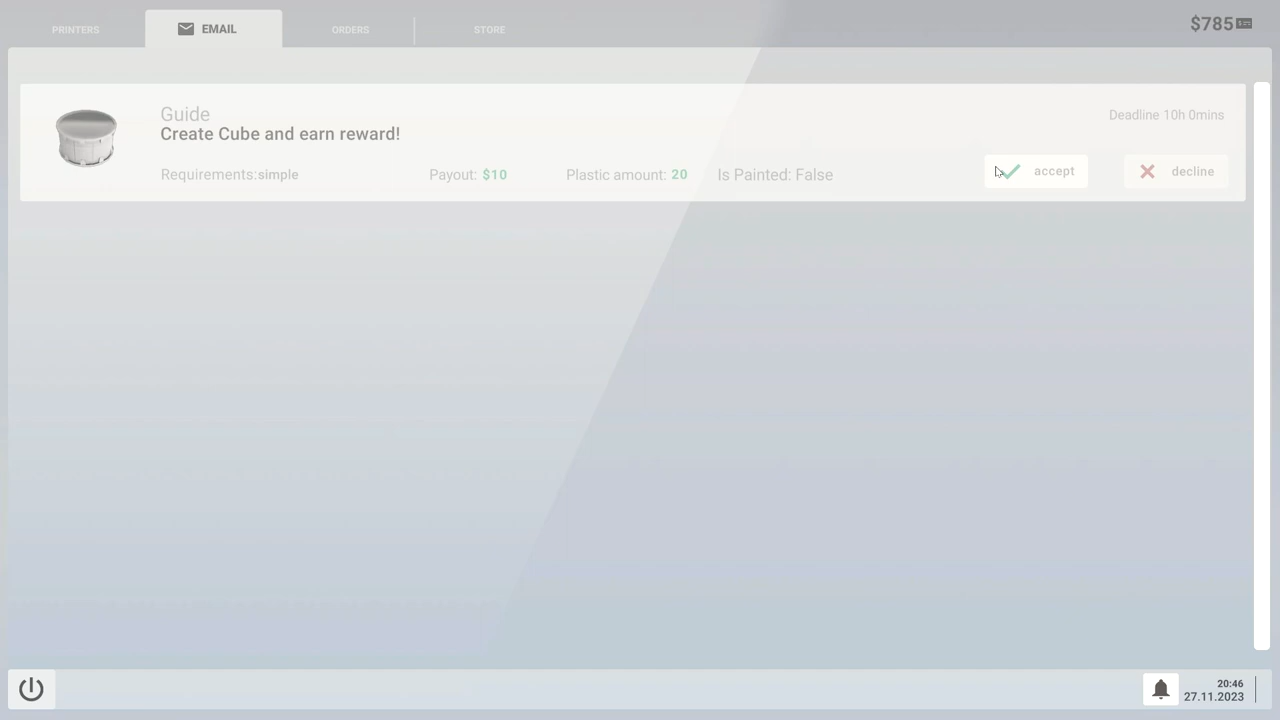 PRINTERS
EMAIL
ORDERS
STORE
$785
Guide
Create Cube and earn reward!
Deadline 10h 0mins
Requirements:simple
Payout: $10
Plastic amount: 20
Is Painted: False
accept
decline
20:46
27.11.2023